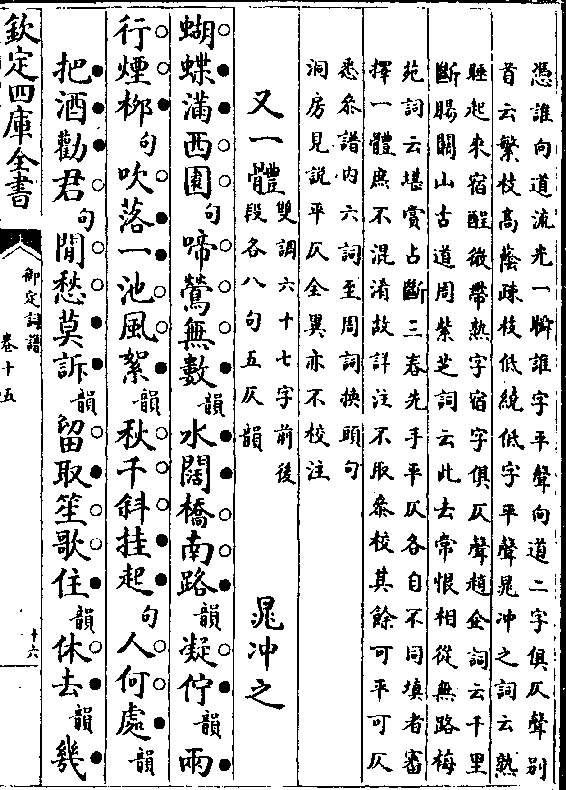 憑誰向道流光一瞬誰字平聲向道二字俱仄聲别
首云繁枝髙蔭疎枝低繞低字平聲晁冲之詞云熟
睡起來宿酲微帶熟字宿字俱仄聲趙企詞云千里
斷腸關山古道周紫芝詞云此去常恨相從無路梅
苑詞云堪賞占斷三春先手平仄各自不同填者審
擇一體庶不混淆故詳注不取叅校其餘可平可仄
悉叅譜内六詞至周詞換頭句
洞房見説平仄全異亦不校注
又一體 雙調六十七字前後
段各八句五仄韻 晁冲之
蝴蝶滿西園句啼鶯無數韻水闊橋南路韻凝佇韻兩
行煙栁句吹落一池風絮韻秋千斜挂起句人何處韻
把酒勸君句閒愁莫訴韻留取笙歌住韻休去韻幾
欽定四庫全書
御定詞譜
卷十五
十六